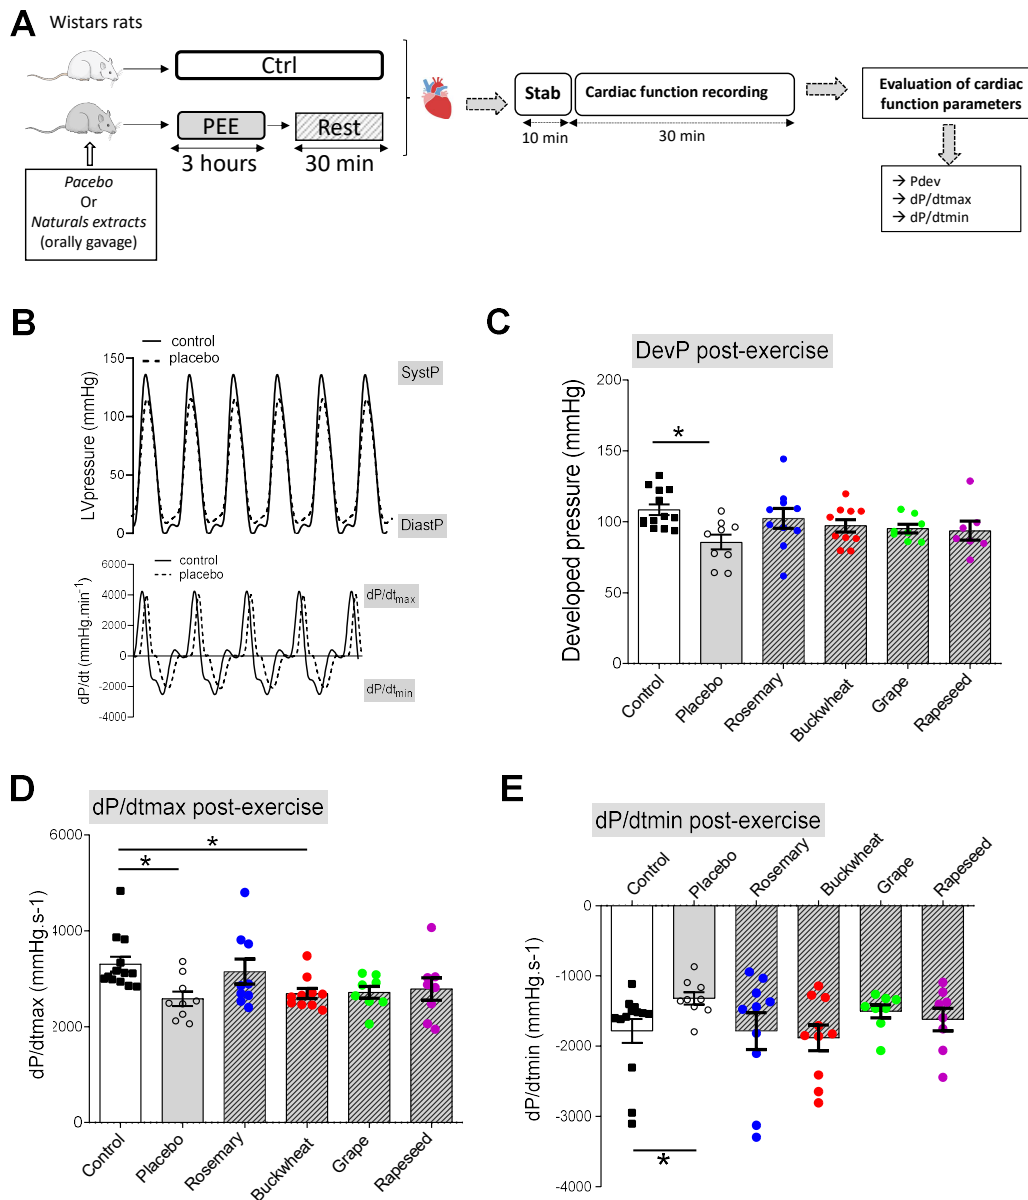 A
Wistars rats
Ctrl
PEE
Rest
3 hours
30 min
Pacebo
Or
Naturals extracts
(orally gavage)
Stab
Cardiac function recording
10 min
30 min
Evaluation of cardiac
function parameters
→ Pdev
→ dP/dtmax
→ dP/dtmin
B
control
placebo
150
100
50
0
LVpressure (mmHg)
SystP
DiastP
control
placebo
6000
4000
2000
0
-2000
-4000
dP/dt (mmHg.min⁻¹)
dP/dtmax
dP/dtmin
C
DevP post-exercise
200
150
100
50
0
Developed pressure (mmHg)
*
Control
Placebo
Rosemary
Buckwheat
Grape
Rapeseed
D
dP/dtmax post-exercise
6000
4000
2000
0
dP/dtmax (mmHg.s-1)
*
*
Control
Placebo
Rosemary
Buckwheat
Grape
Rapeseed
E
dP/dtmin post-exercise
Control
Placebo
Rosemary
Buckwheat
Grape
Rapeseed
0
-1000
-2000
-3000
-4000
dP/dtmin (mmHg.s-1)
*